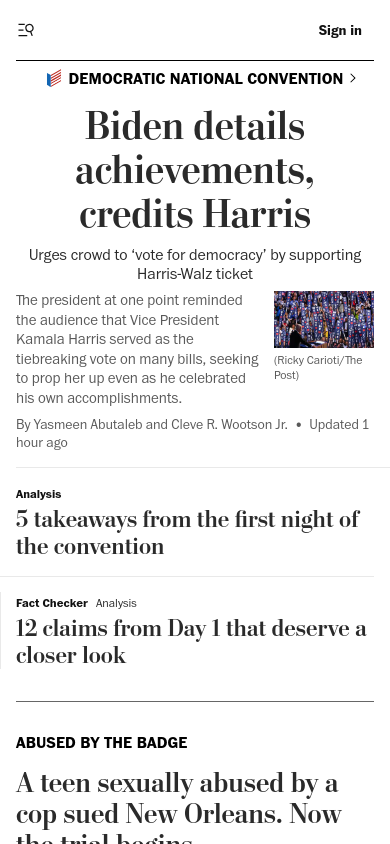 Sign in
DEMOCRATIC NATIONAL CONVENTION
Biden details
achievements,
credits Harris
Urges crowd to ‘vote for democracy’ by supporting
Harris-Walz ticket
The president at one point reminded
the audience that Vice President
Kamala Harris served as the
tiebreaking vote on many bills, seeking
to prop her up even as he celebrated
his own accomplishments.
(Ricky Carioti/The
Post)
By Yasmeen Abutaleb and Cleve R. Wootson Jr. • Updated 1
hour ago
Analysis
5 takeaways from the first night of
the convention
Fact Checker Analysis
12 claims from Day 1 that deserve a
closer look
ABUSED BY THE BADGE
A teen sexually abused by a
cop sued New Orleans. Now
the trial begins